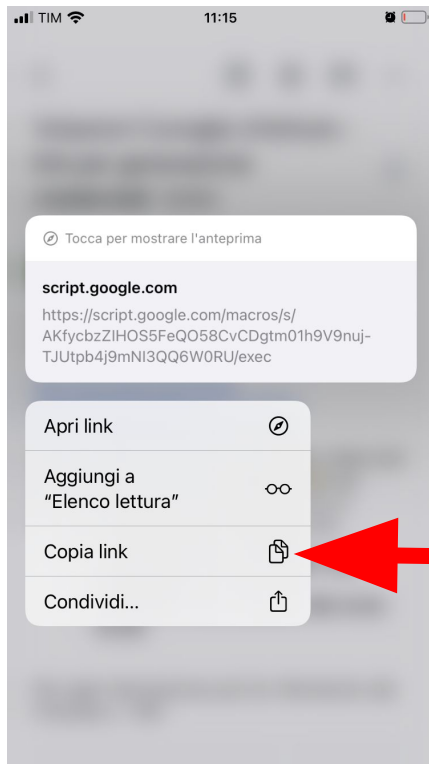 TIM 11:15
Tocca per mostrare l'anteprima
script.google.com
https://script.google.com/macros/s/
AKfycbzZIHOS5FeQO58CvCDgtm01h9V9nuj-
TJUtpb4j9mNI3QQ6W0RU/exec
Apri link
Aggiungi a
“Elenco lettura”
Copia link
Condividi...